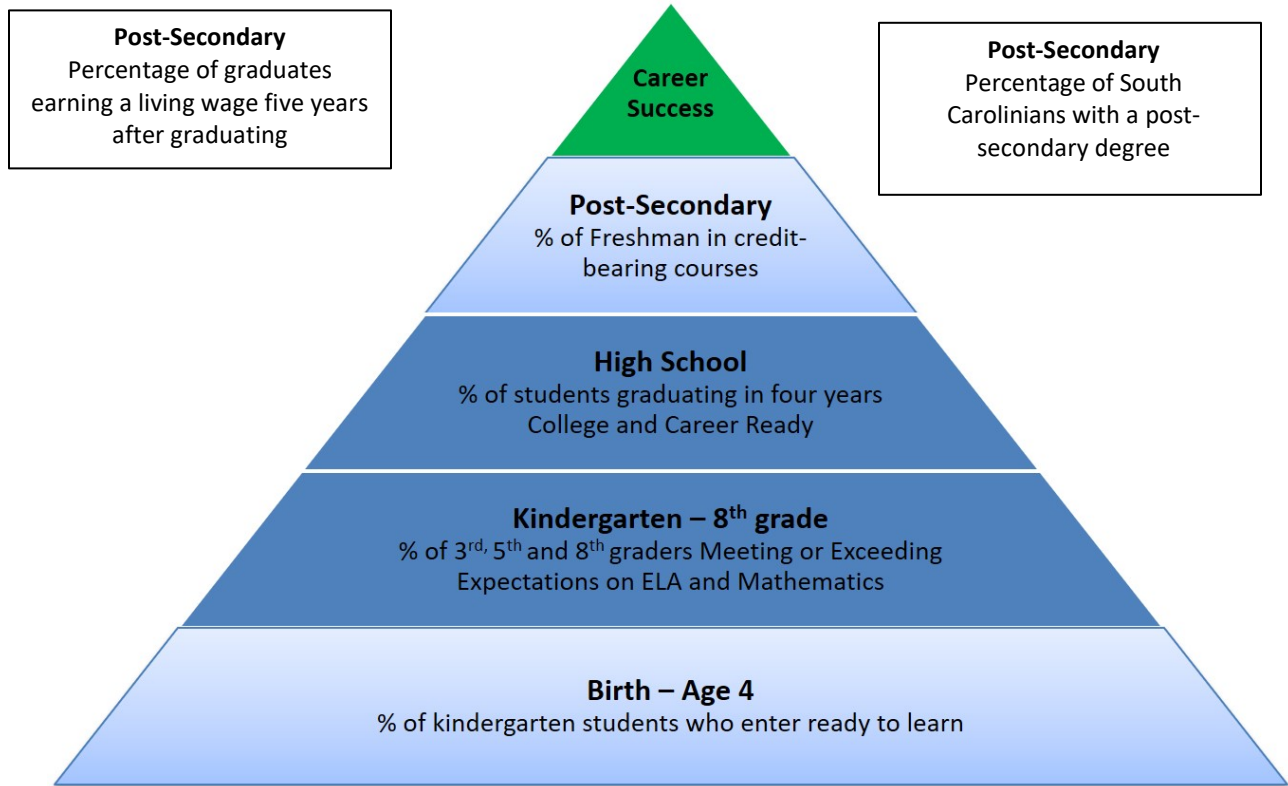 Post-Secondary
Percentage of graduates
earning a living wage five years
after graduating
Post-Secondary
Percentage of South
Carolinians with a post-
secondary degree
Career
Success
Post-Secondary
% of Freshman in credit-
bearing courses
High School
% of students graduating in four years
College and Career Ready
Kindergarten – 8th grade
% of 3rd, 5th and 8th graders Meeting or Exceeding
Expectations on ELA and Mathematics
Birth – Age 4
% of kindergarten students who enter ready to learn